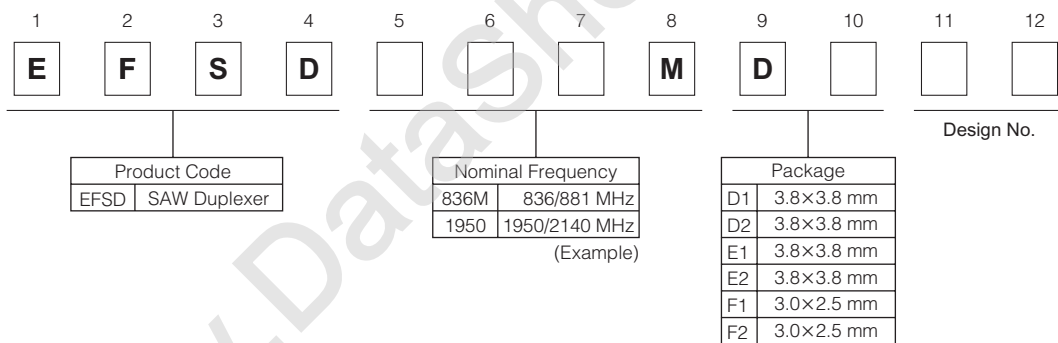 1 2 3 4 5 6 7 8 9 10 11 12
E F S D M D
Design No.
Product Code
EFSD SAW Duplexer
Nominal Frequency
836M 836/881 MHz
1950 1950/2140 MHz
(Example)
Package
D1 3.8×3.8 mm
D2 3.8×3.8 mm
E1 3.8×3.8 mm
E2 3.8×3.8 mm
F1 3.0×2.5 mm
F2 3.0×2.5 mm
.DataSh